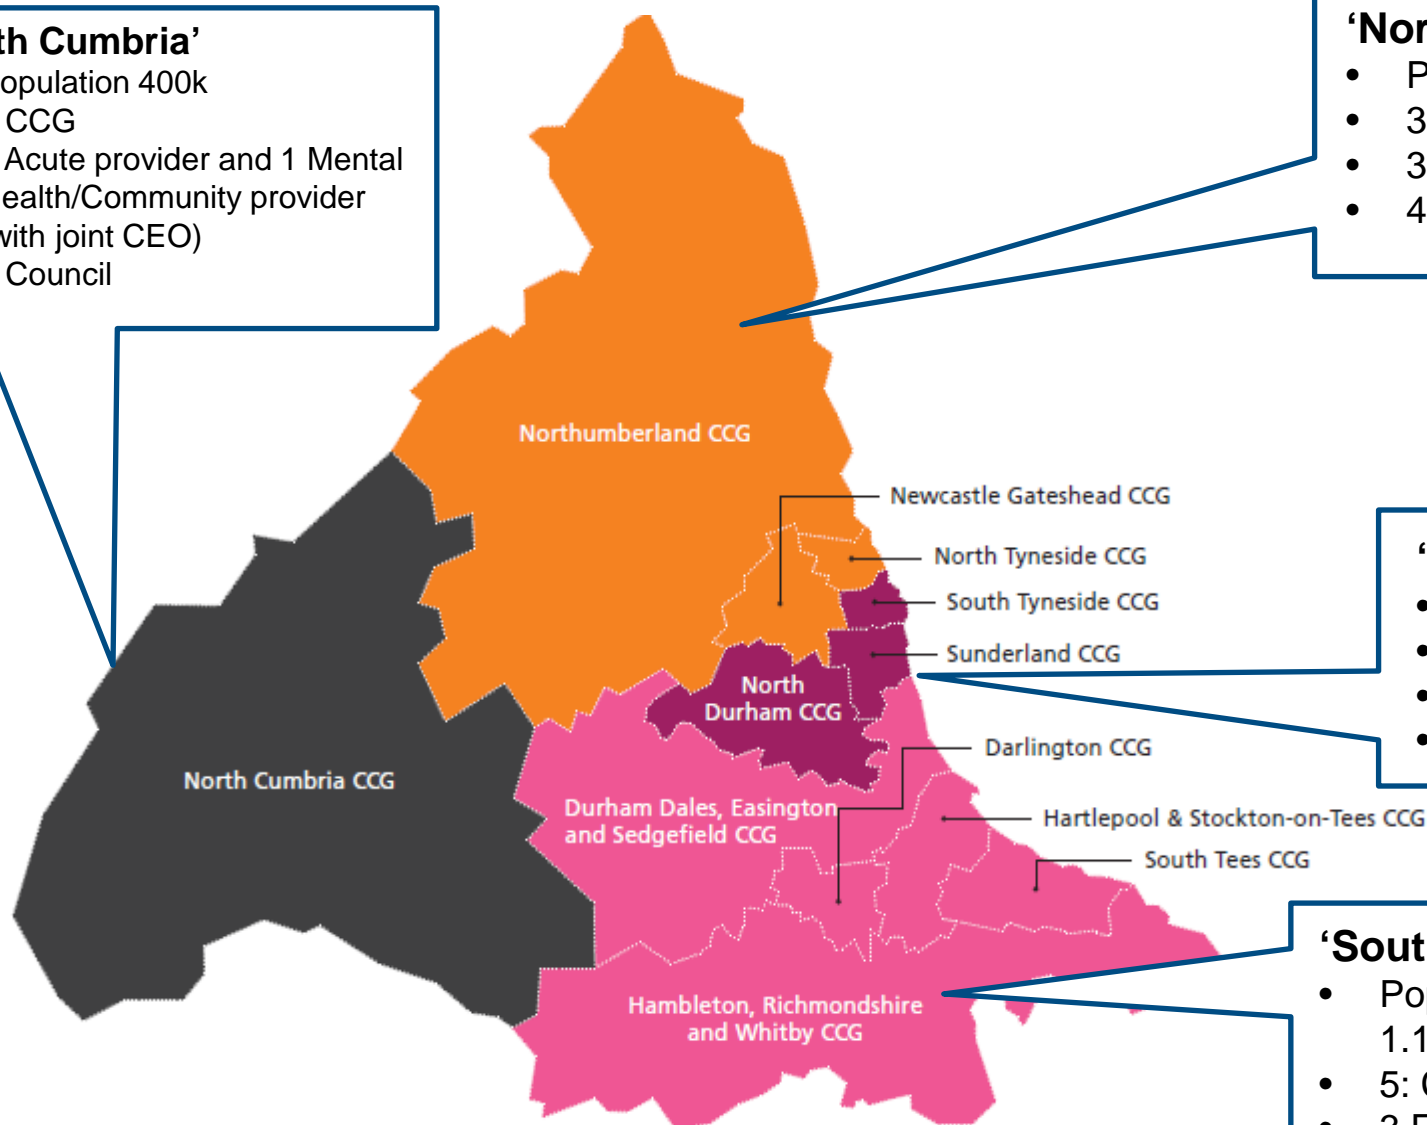 th Cumbria’
opulation 400k
CCG
Acute provider and 1 Mental
ealth/Community provider
with joint CEO)
Council
‘Nor
• P
• 3
• 3
• 4
Northumberland CCG
Newcastle Gateshead CCG
North Tyneside CCG
South Tyneside CCG
Sunderland CCG
North
Durham CCG
Darlington CCG
North Cumbria CCG
Durham Dales, Easington
and Sedgefield CCG
Hartlepool & Stockton-on-Tees CCG
South Tees CCG
‘
•
•
•
•
‘Sout
• Po
1.1
• 5: C
Hambleton, Richmondshire
and Whitby CCG